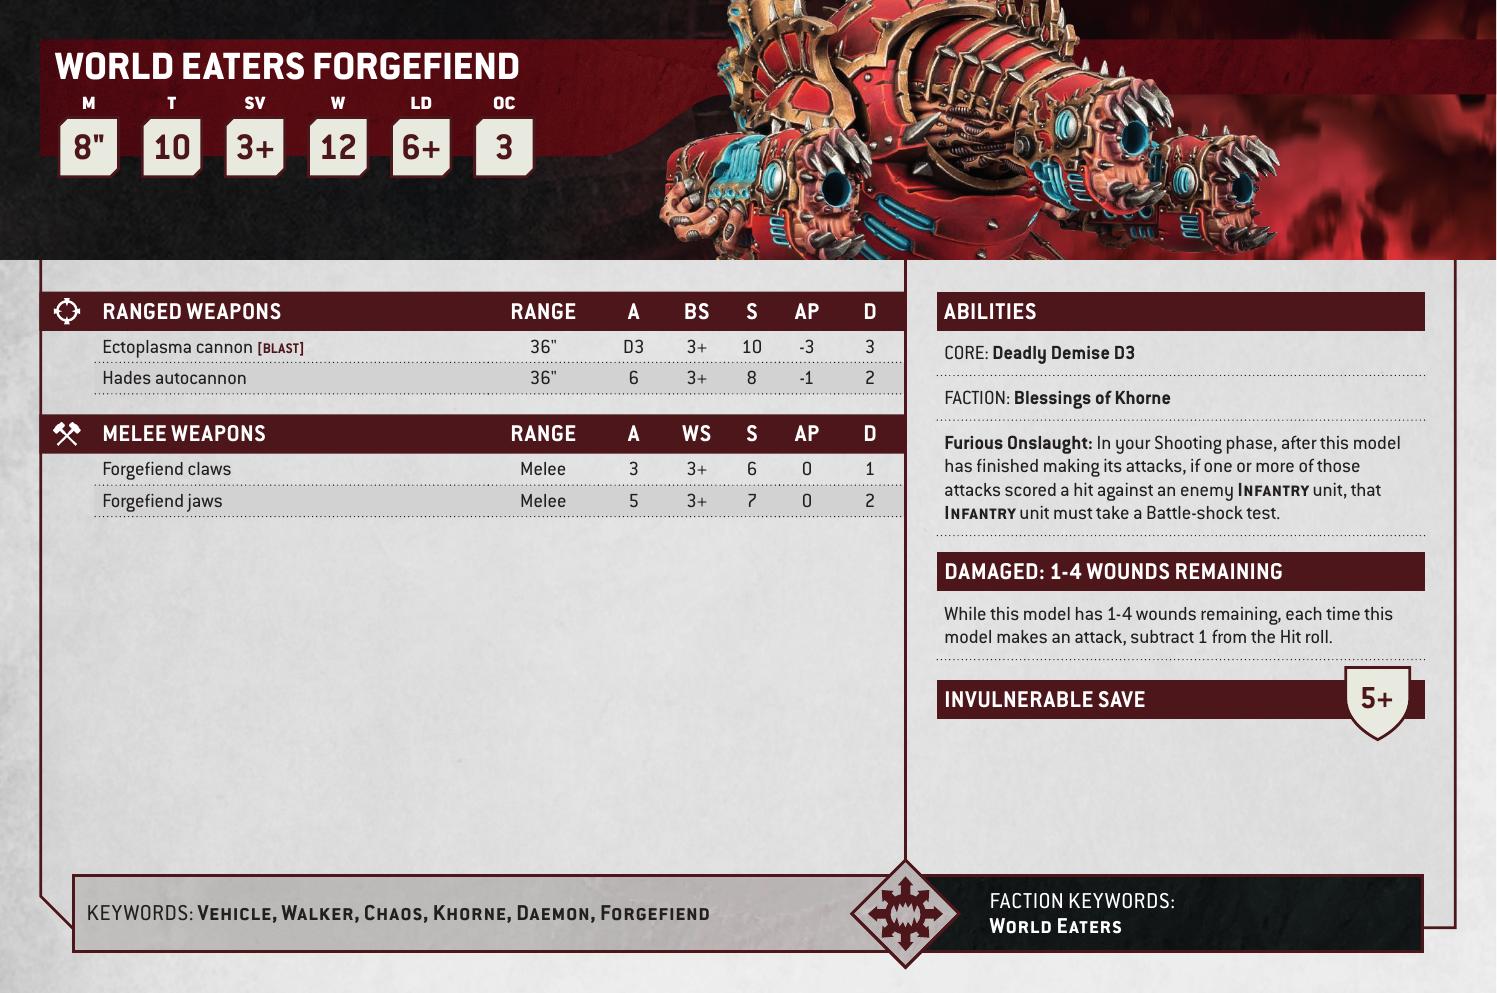 WORLD EATERS FORGEFIEND
M T SV W LD OC
8" 10 3+ 12 6+ 3
RANGED WEAPONS RANGE A BS S AP D
Ectoplasma cannon [BLAST] 36" D3 3+ 10 -3 3
Hades autocannon 36" 6 3+ 8 -1 2
MELEE WEAPONS RANGE A WS S AP D
Forgefiend claws Melee 3 3+ 6 0 1
Forgefiend jaws Melee 5 3+ 7 0 2
ABILITIES
CORE: Deadly Demise D3
FACTION: Blessings of Khorne
Furious Onslaught: In your Shooting phase, after this model
has finished making its attacks, if one or more of those
attacks scored a hit against an enemy INFANTRY unit, that
INFANTRY unit must take a Battle-shock test.
DAMAGED: 1-4 WOUNDS REMAINING
While this model has 1-4 wounds remaining, each time this
model makes an attack, subtract 1 from the Hit roll.
INVULNERABLE SAVE 5+
KEYWORDS: VEHICLE, WALKER, CHAOS, KHORNE, DAEMON, FORGEFIEND
FACTION KEYWORDS:
WORLD EATERS